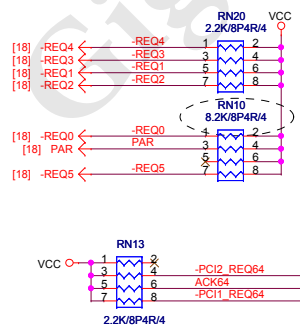 RN20 VCC
2.2K/8P4R/4
[18] -REQ4 -REQ4 1 2
[18] -REQ3 -REQ3 3 4
[18] -REQ1 -REQ1 5 6
[18] -REQ2 -REQ2 7 8
RN10
8.2K/8P4R/4
[18] -REQ0 -REQ0 1 2
[18] PAR PAR 3 4
5 6
[18] -REQ5 -REQ5 7 8
RN13
VCC 1 2
3 4 -PCI2_REQ64
5 6 ACK64
7 8 -PCI1_REQ64
2.2K/8P4R/4